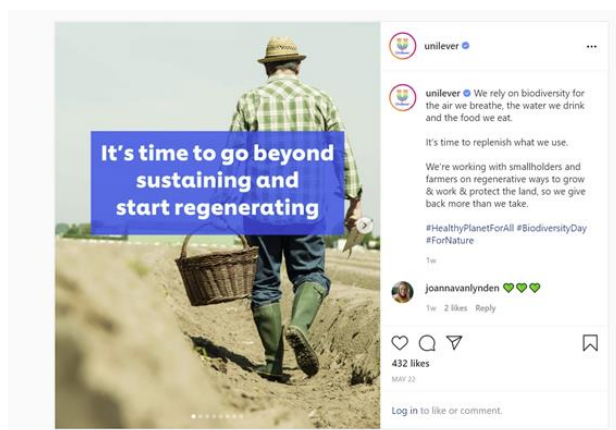 It's time to go beyond
sustaining and
start regenerating
unilever
unilever We rely on biodiversity for
the air we breathe, the water we drink
and the food we eat.
It's time to replenish what we use.
We're working with smallholders and
farmers on regenerative ways to grow
& work & protect the land, so we give
back more than we take.
#HealthyPlanetForAll #BiodiversityDay
#ForNature
1w
joannavanlynden 💚💚💚
1w 2 likes Reply
432 likes
MAY 22
Log in to like or comment.